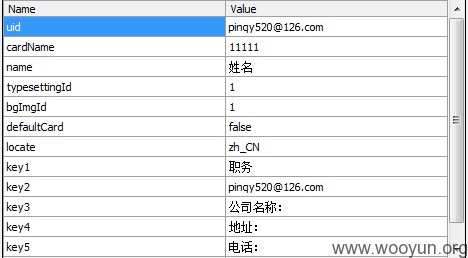 Name Value
uid pinqy520@126.com
cardName 11111
name 姓名
typesettingId 1
bgImgId 1
defaultCard false
locate zh_CN
key1 职务
key2 pinqy520@126.com
key3 公司名称：
key4 地址：
key5 电话：
www.wooyun.org